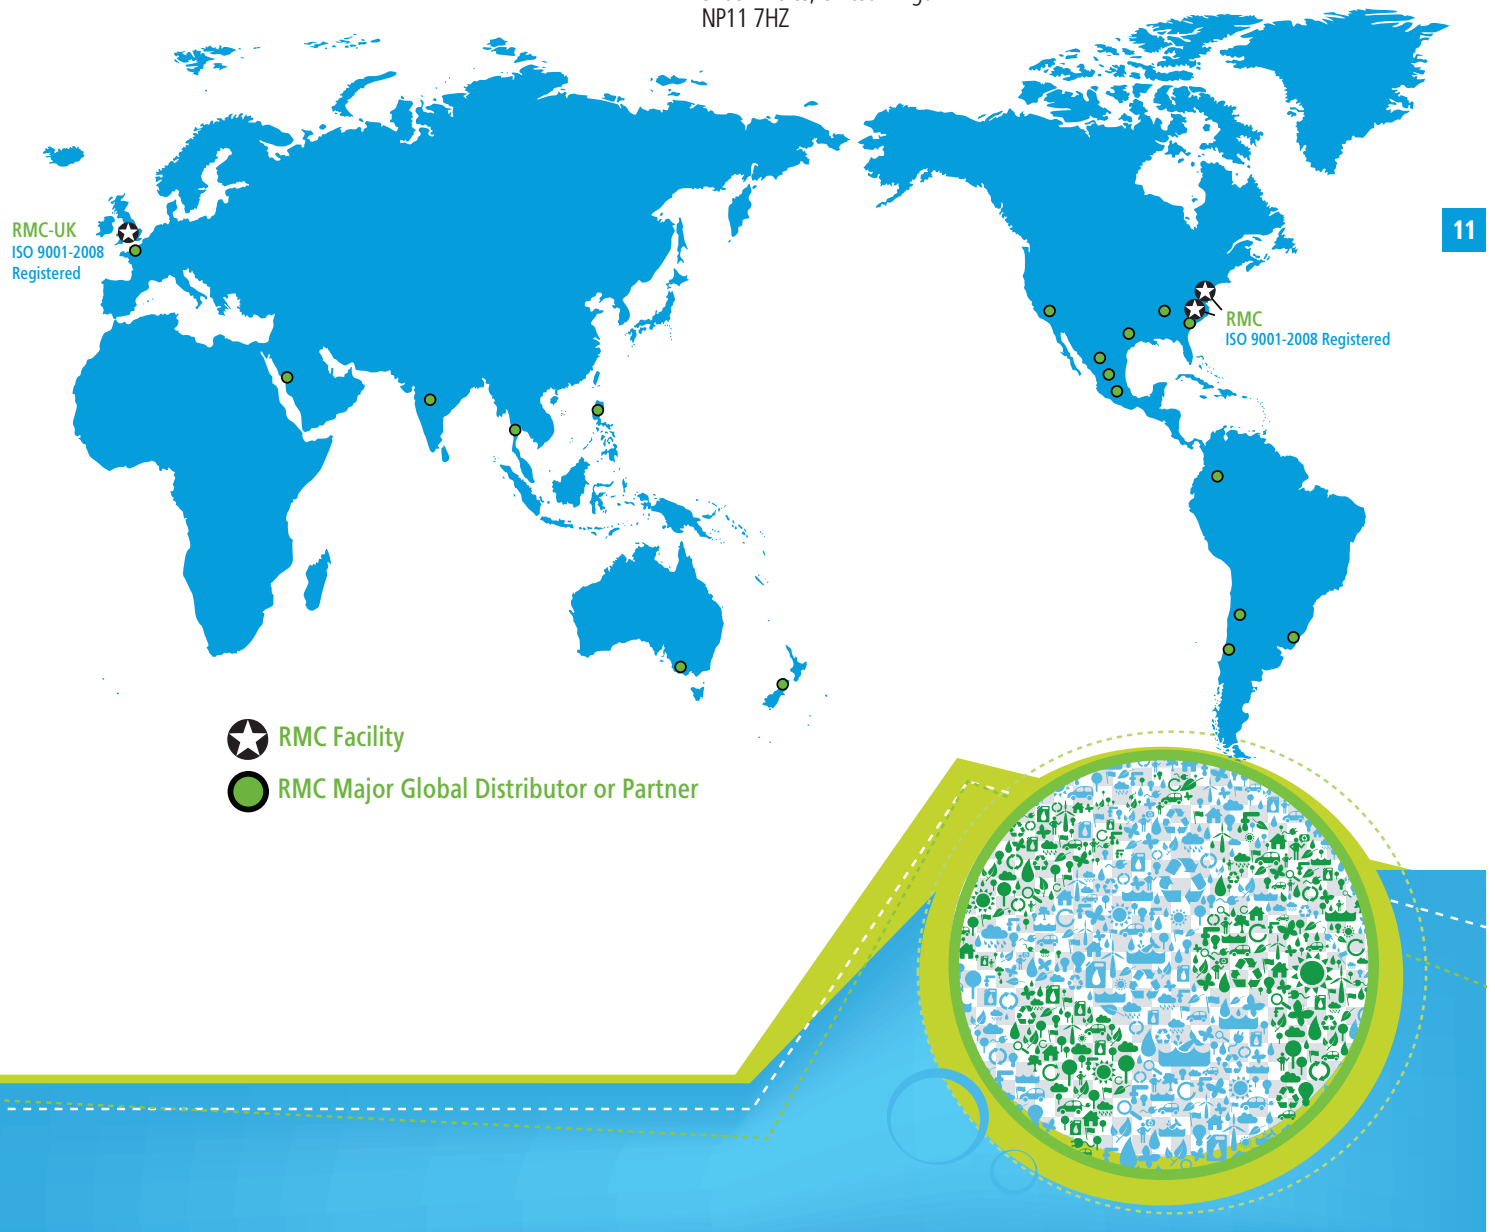 NP11 7HZ
RMC-UK
ISO 9001-2008
Registered
11
RMC
ISO 9001-2008 Registered
RMC Facility
RMC Major Global Distributor or Partner